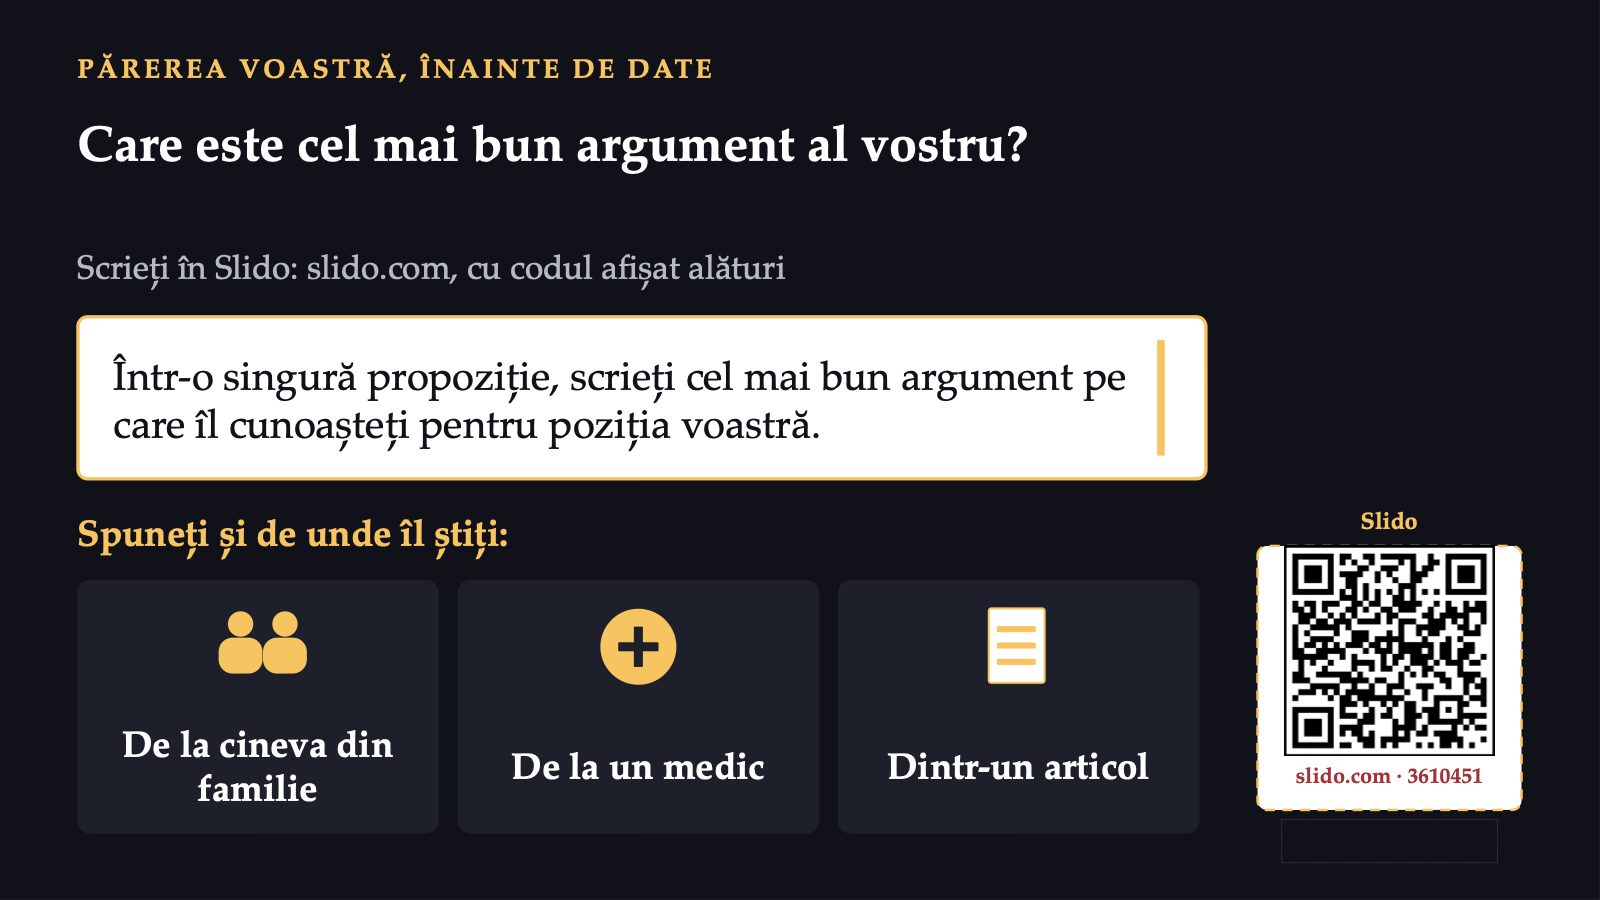 PĂREREA VOASTRĂ, ÎNAINTE DE DATE
Care este cel mai bun argument al vostru?
Scrieți în Slido: slido.com, cu codul afișat alături
Într-o singură propoziție, scrieți cel mai bun argument pe
care îl cunoașteți pentru poziția voastră.
Spuneți și de unde îl știți:
De la cineva din
familie
De la un medic
Dintr-un articol
Slido
slido.com · 3610451